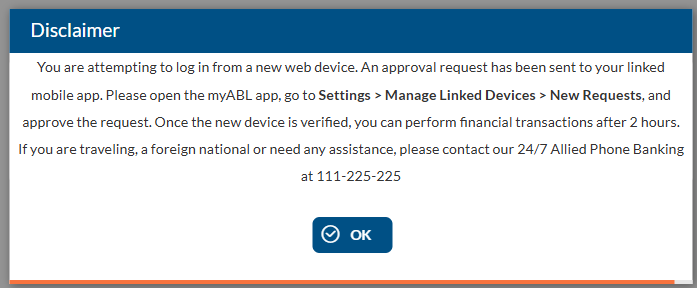 Disclaimer
You are attempting to log in from a new web device. An approval request has been sent to your linked
mobile app. Please open the myABL app, go to Settings > Manage Linked Devices > New Requests, and
approve the request. Once the new device is verified, you can perform financial transactions after 2 hours.
If you are traveling, a foreign national or need any assistance, please contact our 24/7 Allied Phone Banking
at 111-225-225
OK